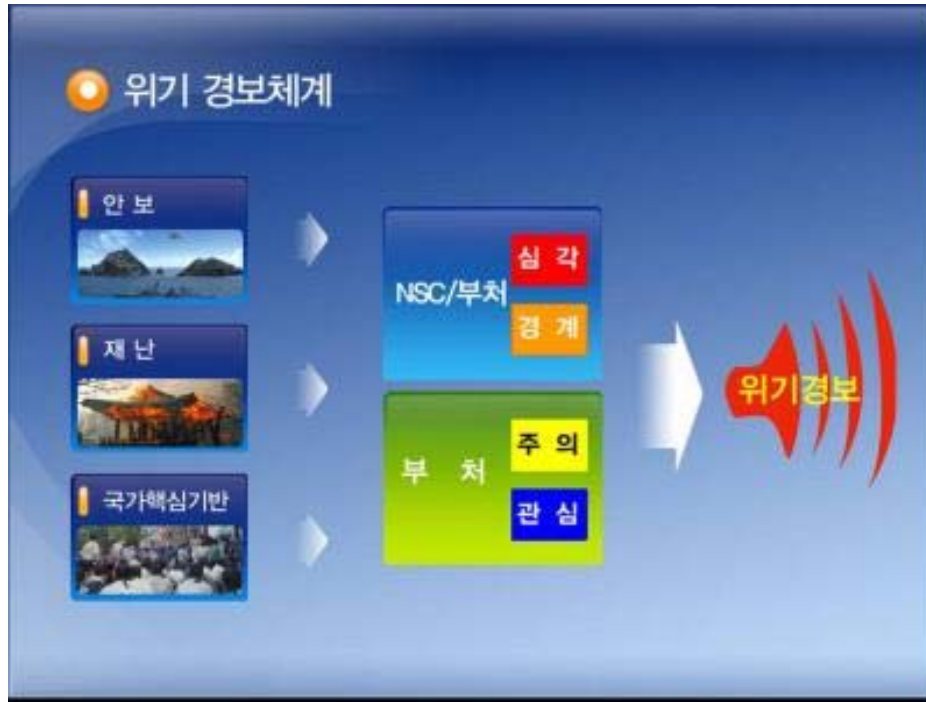 위기 경보체계
안보
재난
국가핵심기반
NSC/부처
심각
경계
부처
주의
관심
위기경보